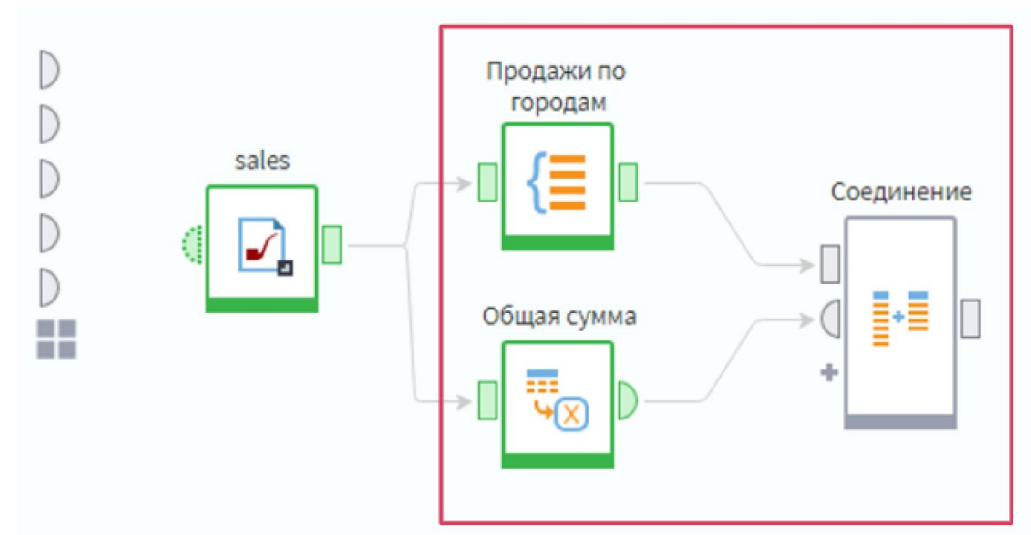 Продажи по
городам
sales
Соединение
Общая сумма